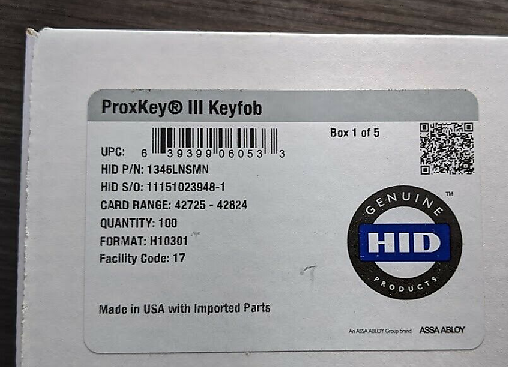 ProxKey® III Keyfob
Box 1 of 5
UPC: 6 39399 06053 3
HID P/N: 1346LNSMN
HID S/O: 11151023948-1
CARD RANGE: 42725 - 42824
QUANTITY: 100
FORMAT: H10301
Facility Code: 17
GENUINE
HID
PRODUCTS
TM
Made in USA with Imported Parts
An ASSA ABLOY Group brand ASSA ABLOY